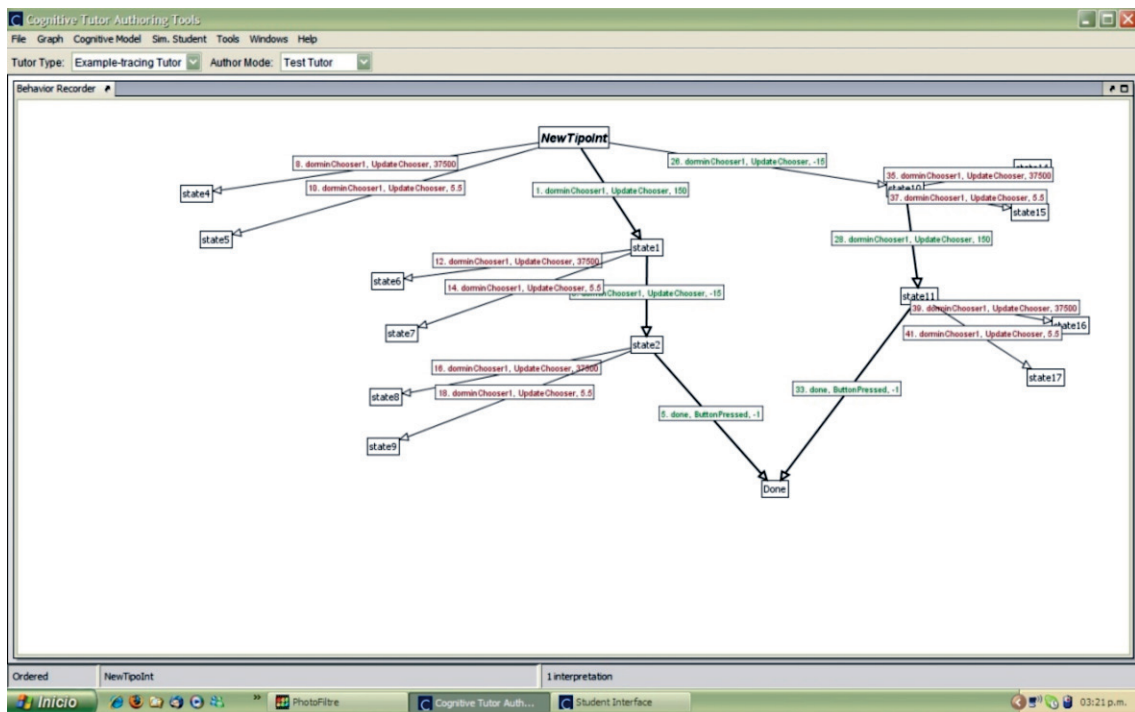 Cognitive Tutor Authoring Tools
File Graph Cognitive Model Sim. Student Tools Windows Help
Tutor Type: Example-tracing Tutor Author Mode: Test Tutor
Behavior Recorder
NewTipoInt
8. dorminChooser1, UpdateChooser, 37500
26. dorminChooser1, UpdateChooser, -15
35. dorminChooser1, UpdateChooser, 37500
10. dorminChooser1, UpdateChooser, 5.5
1. dorminChooser1, UpdateChooser, 150
state10
state4
37. dorminChooser1, UpdateChooser, 5.5
state15
state5
28. dorminChooser1, UpdateChooser, 150
state1
12. dorminChooser1, UpdateChooser, 37500
state6
14. dorminChooser1, UpdateChooser, 5.5
dorminChooser1, UpdateChooser, -15
state11
39. dorminChooser1, UpdateChooser, 37500
state7
state16
41. dorminChooser1, UpdateChooser, 5.5
state2
16. dorminChooser1, UpdateChooser, 37500
state17
18. dorminChooser1, UpdateChooser, 5.5
33. done, ButtonPressed, -1
state8
5. done, ButtonPressed, -1
state9
Done
Ordered NewTipoInt 1 interpretation
Inicio » PhotoFiltre Cognitive Tutor Auth... Student Interface 03:21 p.m.